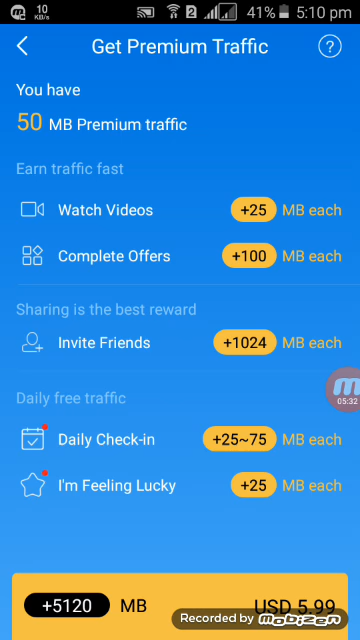 10
KB/s
2
41%
5:10 pm
Get Premium Traffic
?
You have
50 MB Premium traffic
Earn traffic fast
Watch Videos +25 MB each
Complete Offers +100 MB each
Sharing is the best reward
Invite Friends +1024 MB each
05:32
Daily free traffic
Daily Check-in +25~75 MB each
I'm Feeling Lucky +25 MB each
+5120 MB USD 5.99
Recorded by mobizen